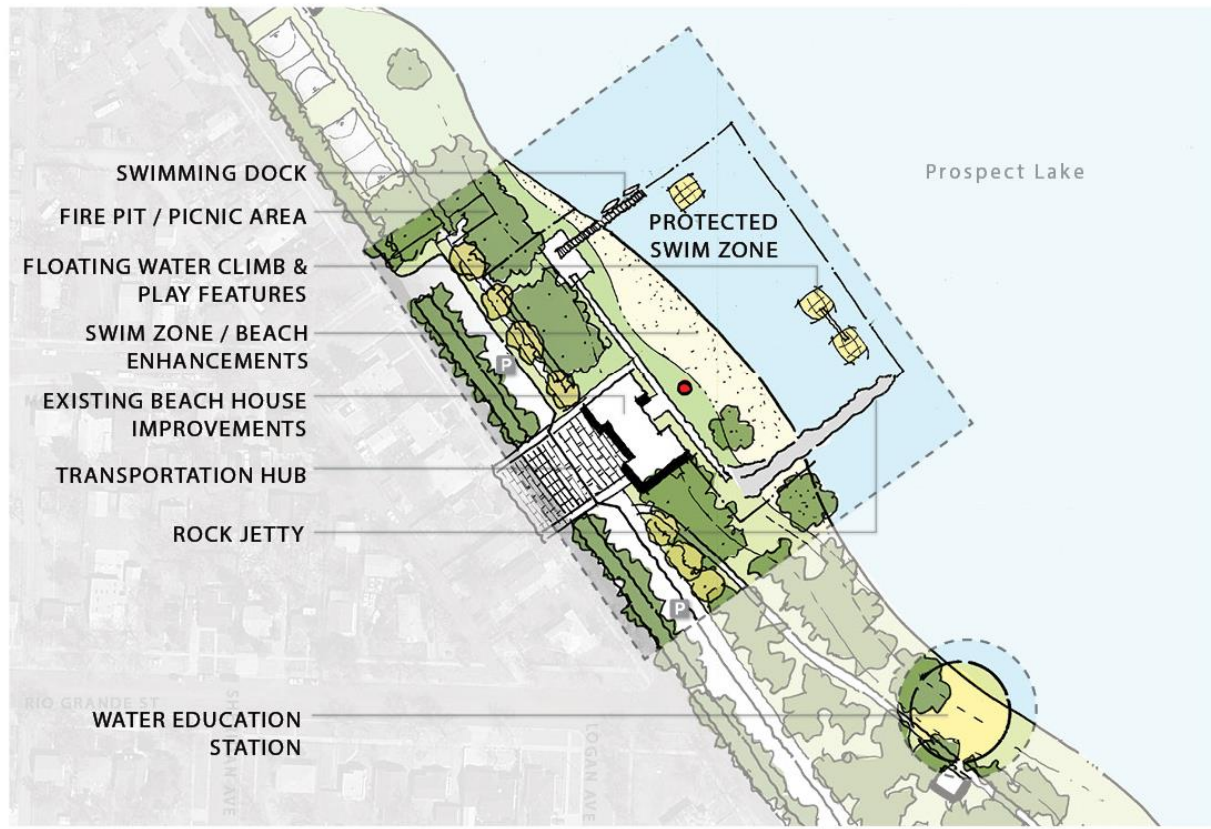 SWIMMING DOCK
FIRE PIT / PICNIC AREA
FLOATING WATER CLIMB &
PLAY FEATURES
SWIM ZONE / BEACH
ENHANCEMENTS
EXISTING BEACH HOUSE
IMPROVEMENTS
TRANSPORTATION HUB
ROCK JETTY
WATER EDUCATION
STATION
PROTECTED
SWIM ZONE
Prospect Lake
P
P
RIO GRANDE ST
LOGAN AVE